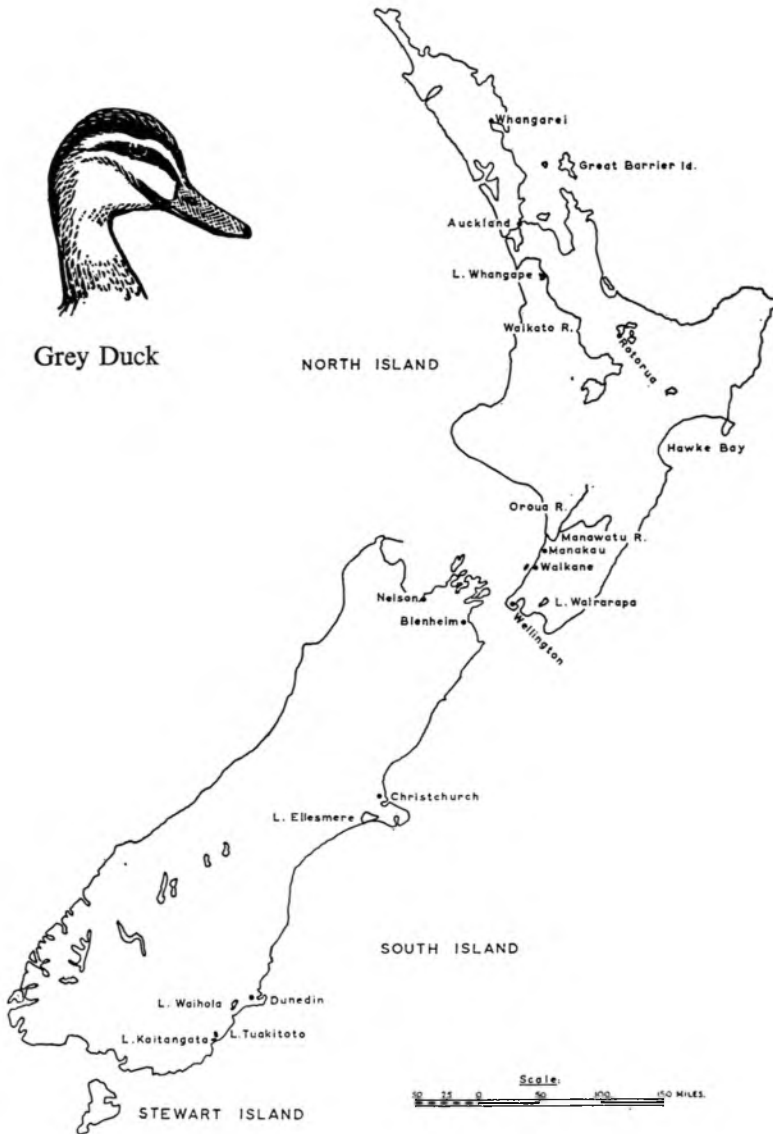 Whangarei
Great Barrier Id.
Auckland
L. Whangape
Waikato R.
Rotorua
Grey Duck
NORTH ISLAND
Hawke Bay
Oroua R.
Manawatu R.
Manakau
Waikane
Nelson
L. Wairarapa
Blenheim
Wellington
Christchurch
L. Ellesmere
SOUTH ISLAND
L. Waihola
Dunedin
L. Kaitangata
L. Tuakitoto
Scale:
50 25 0 50 100 150 MILES.
STEWART ISLAND